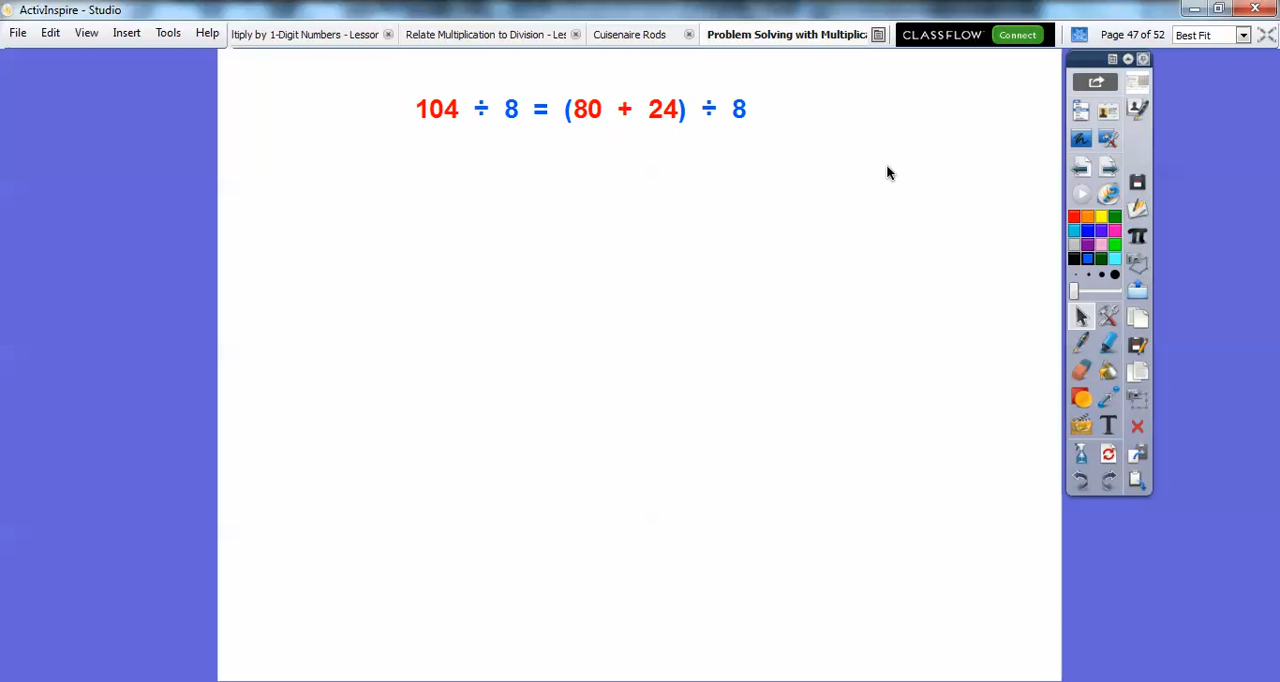 ActivInspire - Studio
File Edit View Insert Tools Help
ltiply by 1-Digit Numbers - Lessor
Relate Multiplication to Division - Les
Cuisenaire Rods
Problem Solving with Multiplica
CLASSFLOW Connect
Page 47 of 52
Best Fit
104 ÷ 8 = (80 + 24) ÷ 8
T